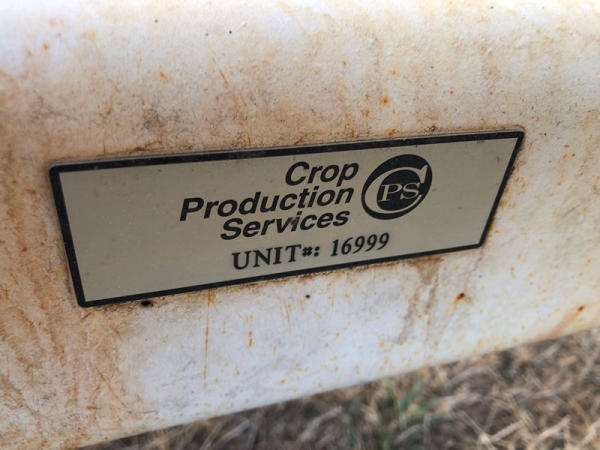 Crop
Production
Services
CPS
UNIT#: 16999